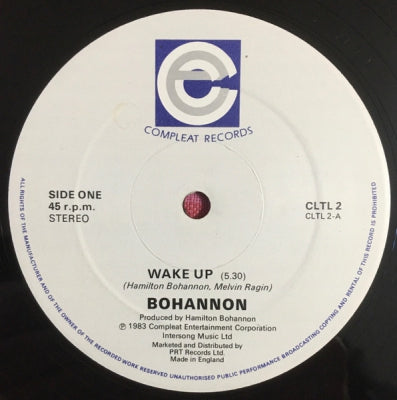 COMPLEAT RECORDS
SIDE ONE
45 r.p.m.
STEREO
CLTL 2
CLTL 2-A
WAKE UP (5.30)
(Hamilton Bohannon, Melvin Ragin)
BOHANNON
Produced by Hamilton Bohannon
℗ 1983 Compleat Entertainment Corporation
Intersong Music Ltd
Marketed and Distributed by
PRT Records Ltd.
Made in England
ALL RIGHTS OF THE MANUFACTURER AND OF THE OWNER OF THE RECORDED WORK RESERVED UNAUTHORISED PUBLIC PERFORMANCE BROADCASTING COPYING AND RENTAL OF THIS RECORD IS PROHIBITED